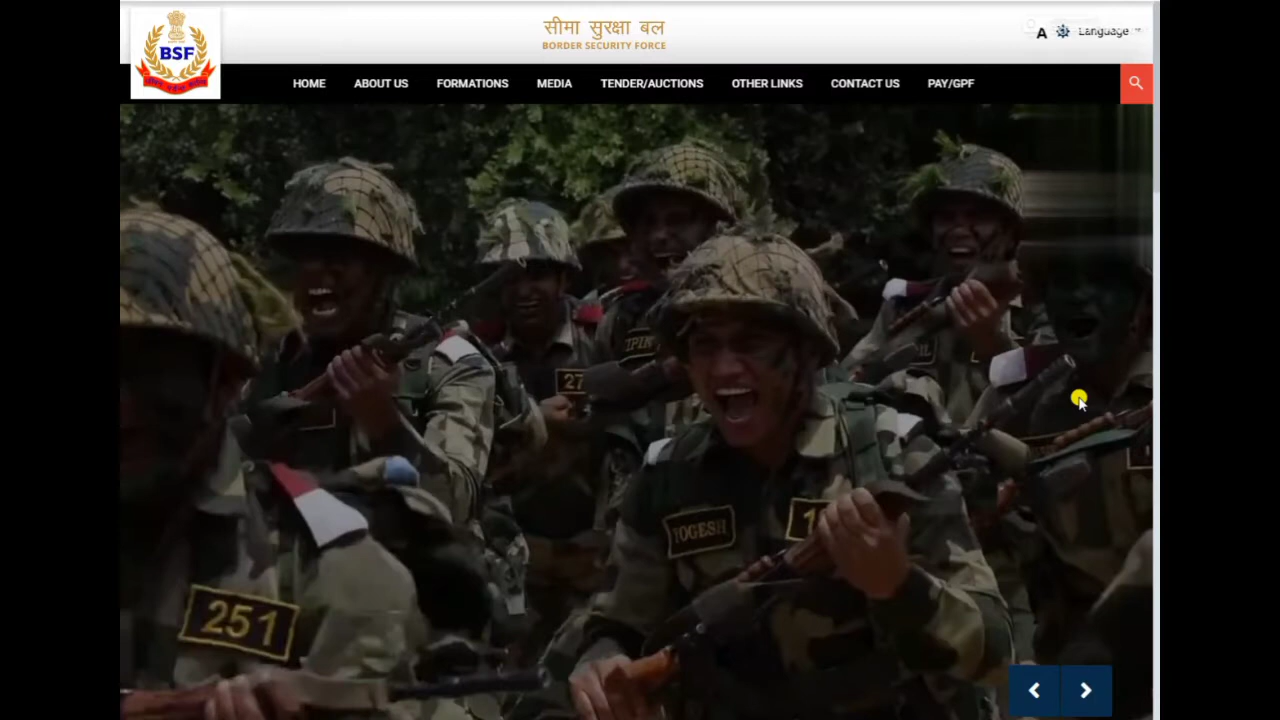 सीमा सुरक्षा बल
BORDER SECURITY FORCE
BSF
A Language
HOME ABOUT US FORMATIONS MEDIA TENDER/AUCTIONS OTHER LINKS CONTACT US PAY/GPF
27
YOGESH
251